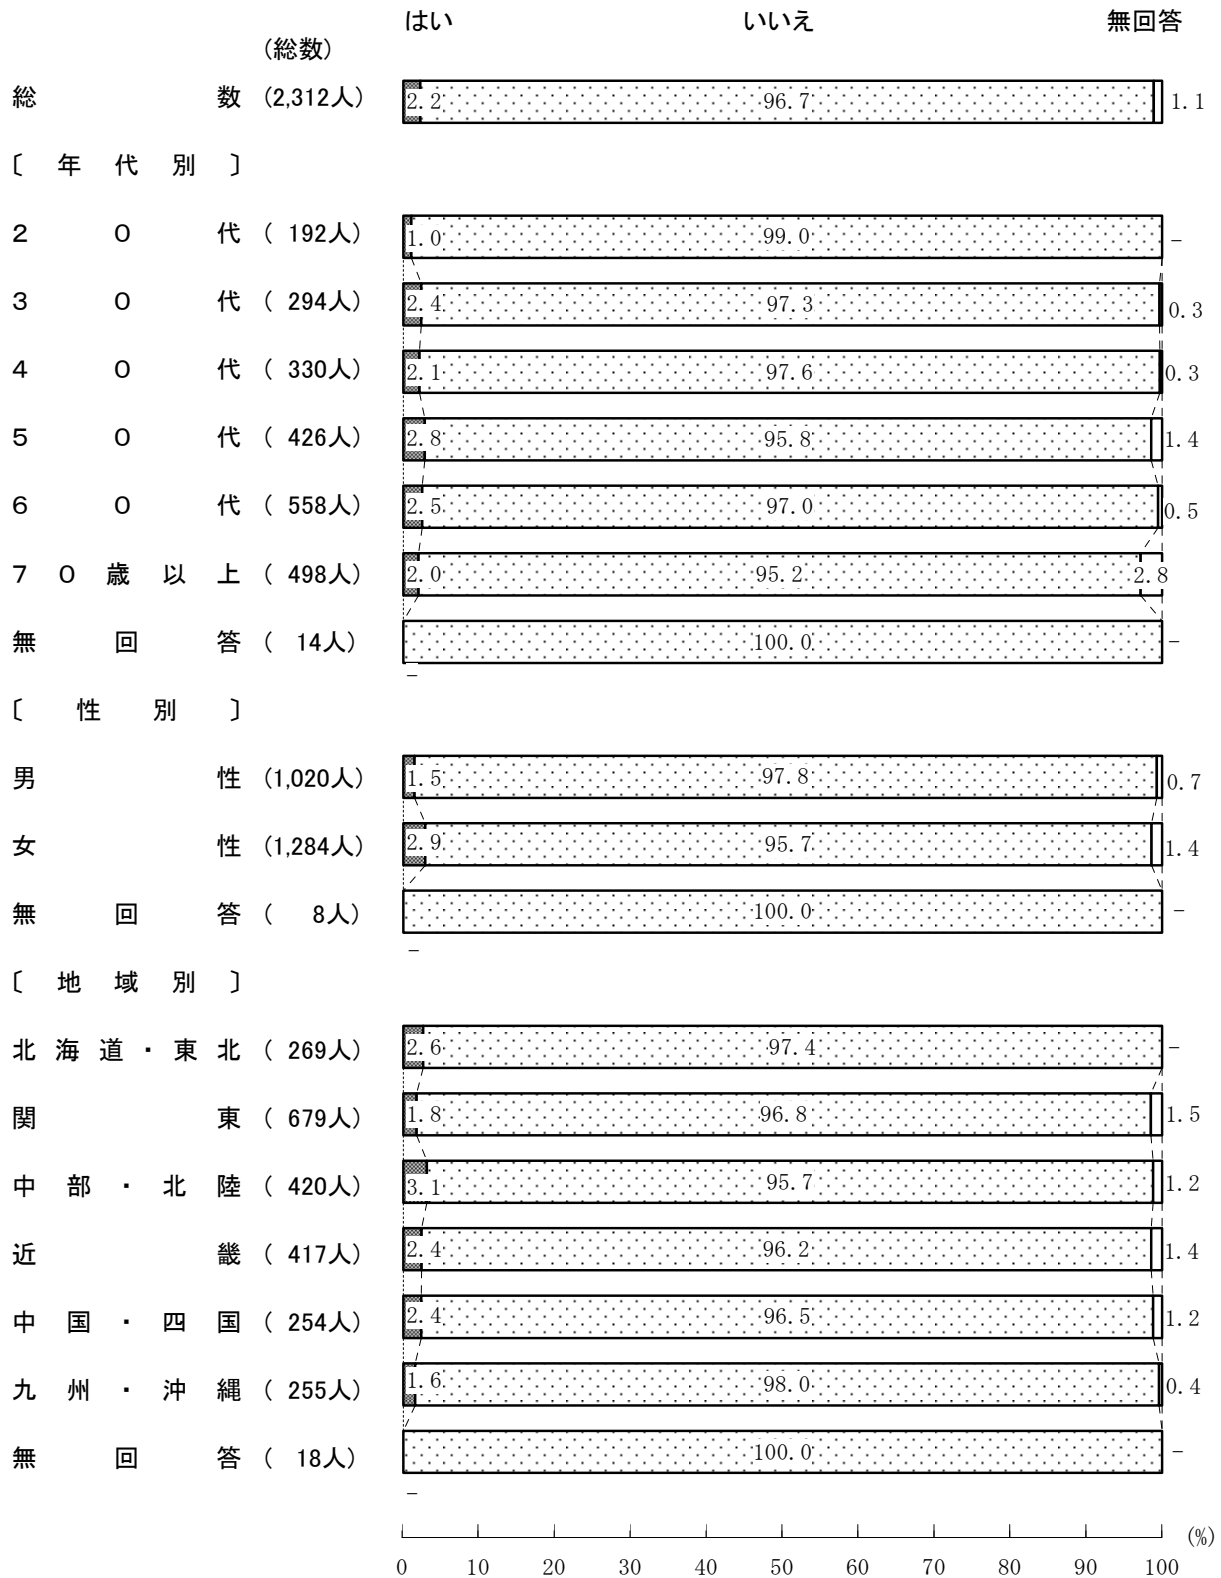 はい いいえ 無回答
(総数)
総数 (2,312人) 2.2 96.7 1.1
〔年代別〕
２０代 ( 192人) 1.0 99.0 -
３０代 ( 294人) 2.4 97.3 0.3
４０代 ( 330人) 2.1 97.6 0.3
５０代 ( 426人) 2.8 95.8 1.4
６０代 ( 558人) 2.5 97.0 0.5
７０歳以上 ( 498人) 2.0 95.2 2.8
無回答 ( 14人) 100.0 -
-
〔性別〕
男性 (1,020人) 1.5 97.8 0.7
女性 (1,284人) 2.9 95.7 1.4
無回答 ( 8人) 100.0 -
-
〔地域別〕
北海道・東北 ( 269人) 2.6 97.4 -
関東 ( 679人) 1.8 96.8 1.5
中部・北陸 ( 420人) 3.1 95.7 1.2
近畿 ( 417人) 2.4 96.2 1.4
中国・四国 ( 254人) 2.4 96.5 1.2
九州・沖縄 ( 255人) 1.6 98.0 0.4
無回答 ( 18人) 100.0 -
-
(%)
0 10 20 30 40 50 60 70 80 90 100